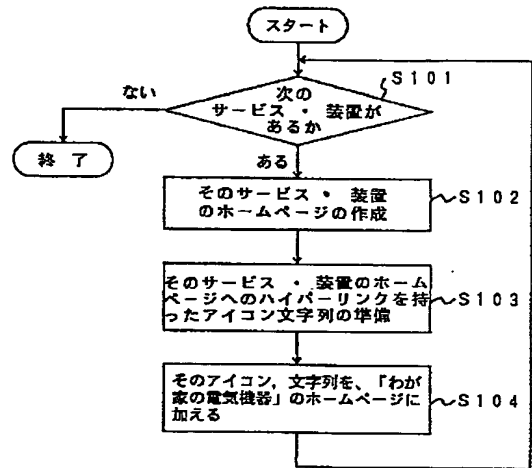 スタート
S101
次の
サービス・装置が
あるか
ない
終了
ある
そのサービス・装置
のホームページの作成
S102
そのサービス・装置のホーム
ページへのハイパーリンクを持
ったアイコン文字列の準備
S103
そのアイコン,文字列を、「わが
家の電気機器」のホームページに
加える
S104